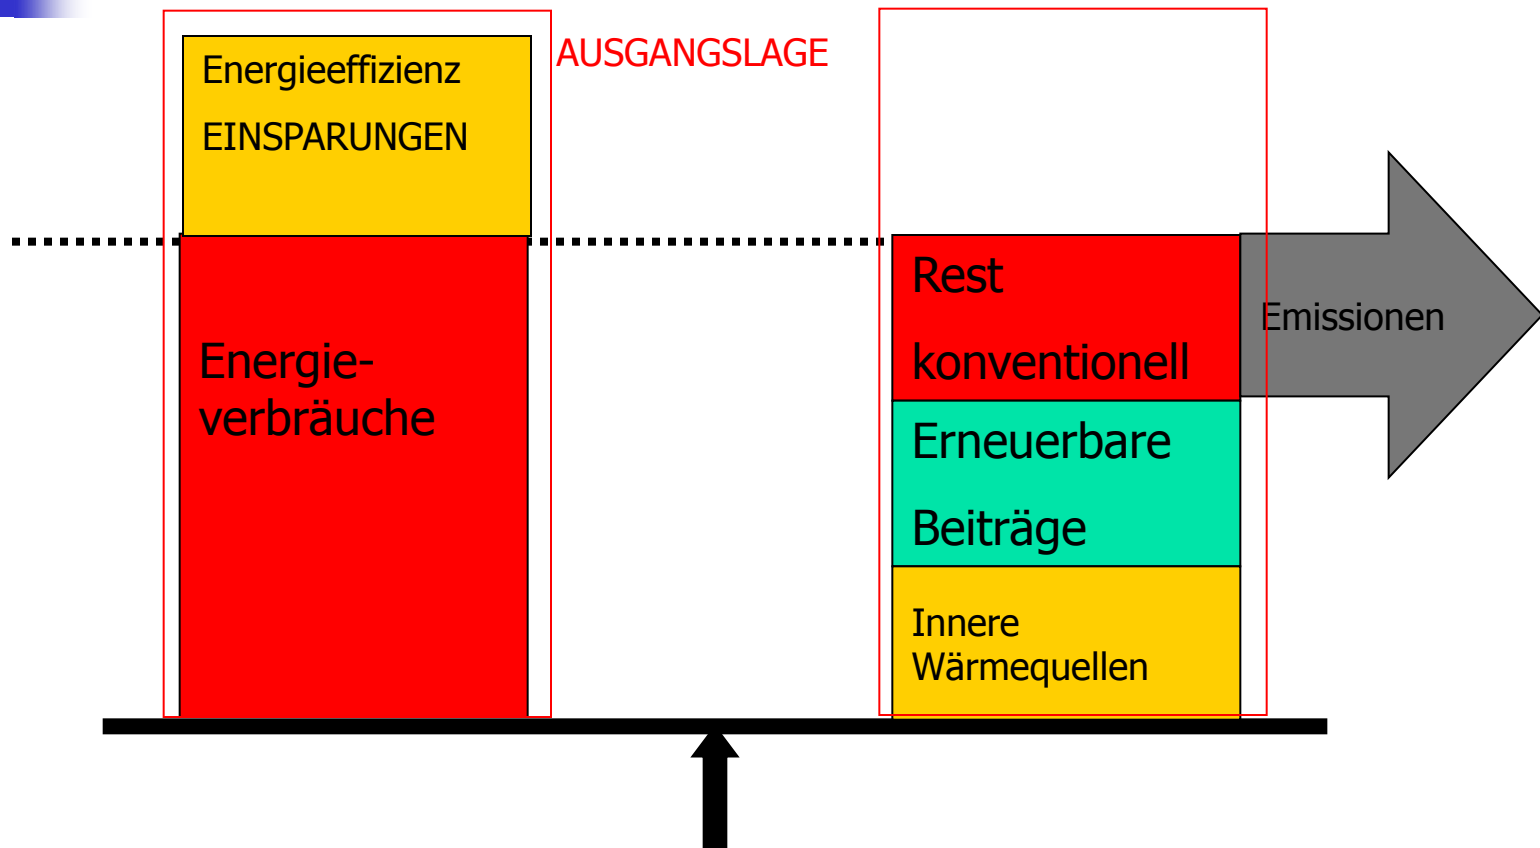 Energieeffizienz
EINSPARUNGEN
AUSGANGSLAGE
Energie-
verbräuche
Rest
konventionell
Erneuerbare
Beiträge
Innere
Wärmequellen
Emissionen